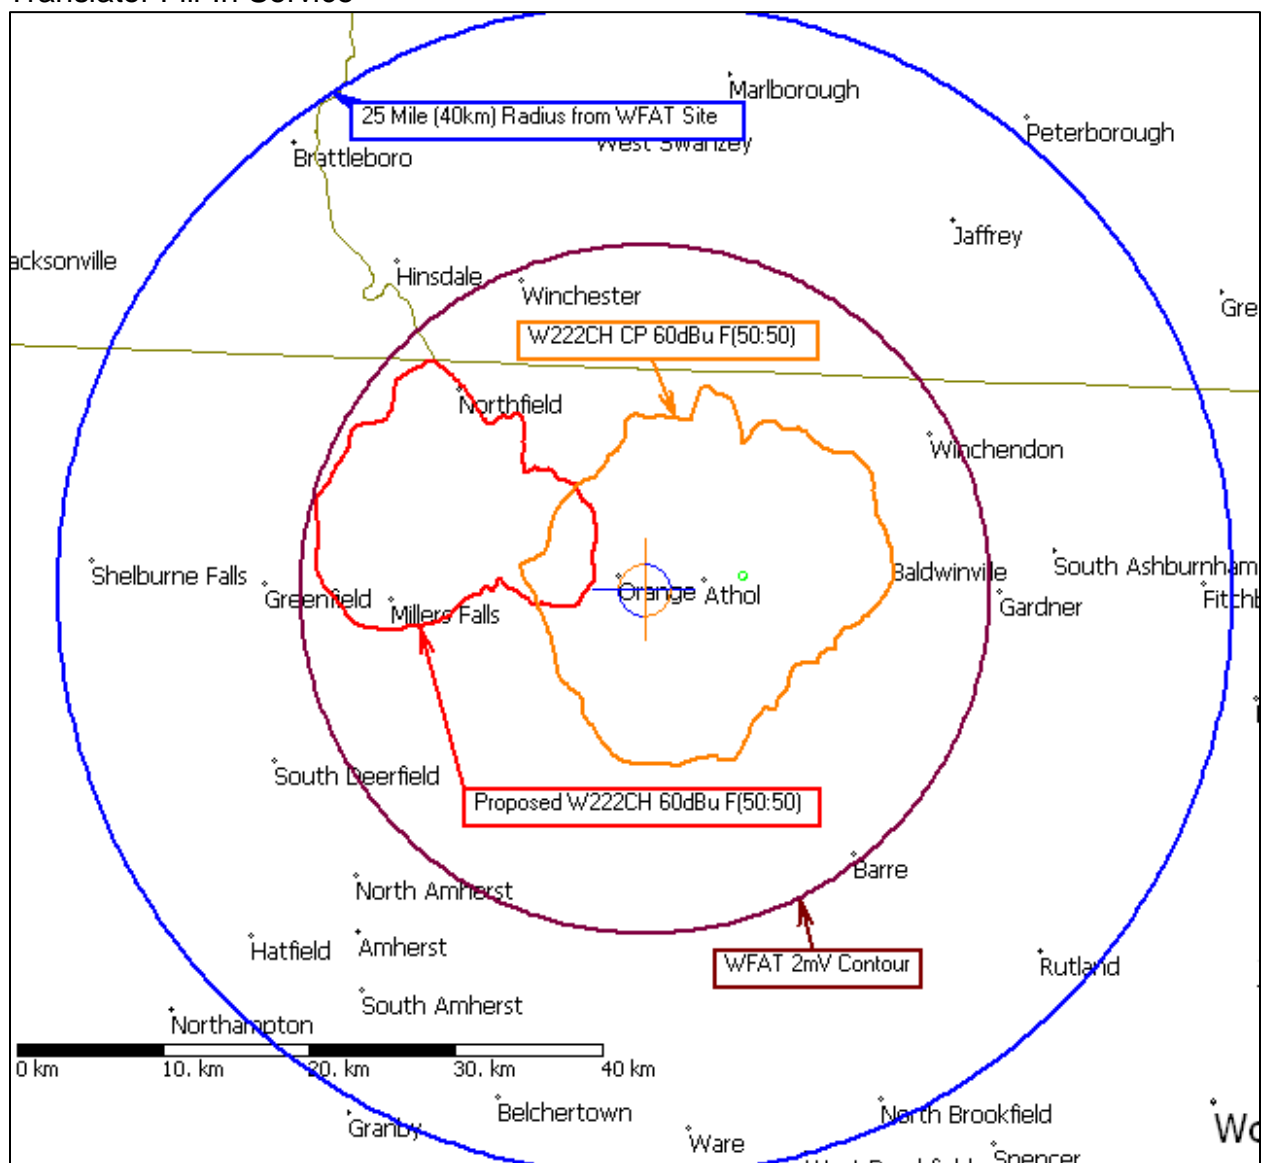 Translator Fill-In Service
Marlborough
25 Mile (40km) Radius from WFAT Site
Peterborough
West Swanzey
Brattleboro
Jaffrey
acksonville
Hinsdale
Winchester
Gre
W222CH CP 60dBu F(50:50)
Northfield
Winchendon
Shelburne Falls
South Ashburnham
Baldwinville
Greenfield
Orange
Athol
Gardner
Fitchb
Millers Falls
South Deerfield
Proposed W222CH 60dBu F(50:50)
Barre
North Amherst
Amherst
Hatfield
WFAT 2mV Contour
Rutland
South Amherst
Northampton
0 km 10. km 20. km 30. km 40 km
Belchertown
North Brookfield
Granby
Wo
Ware
Spencer